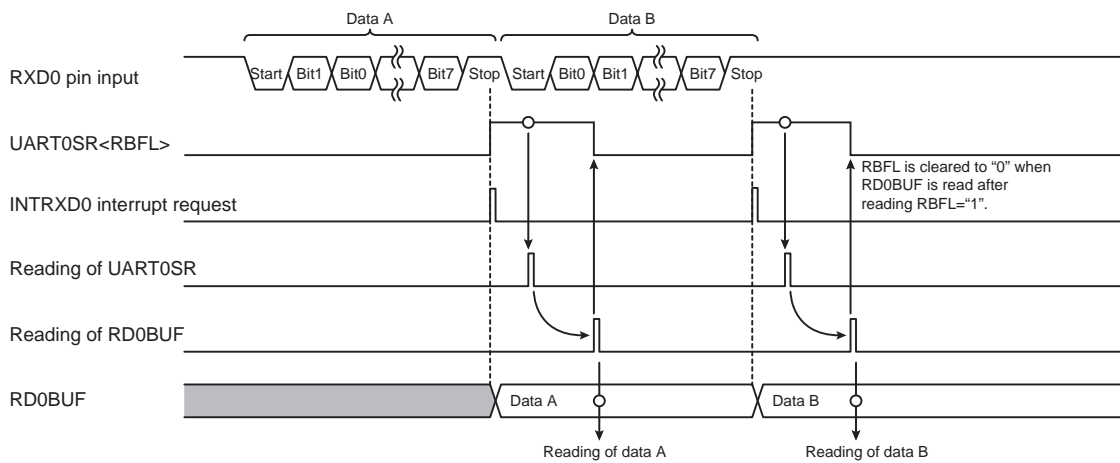 Data A Data B
RXD0 pin input Start Bit1 Bit0 Bit7 Stop Start Bit0 Bit1 Bit7 Stop
UART0SR<RBFL>
RBFL is cleared to “0” when
RD0BUF is read after
reading RBFL=“1”.
INTRXD0 interrupt request
Reading of UART0SR
Reading of RD0BUF
RD0BUF Data A Data B
Reading of data A Reading of data B